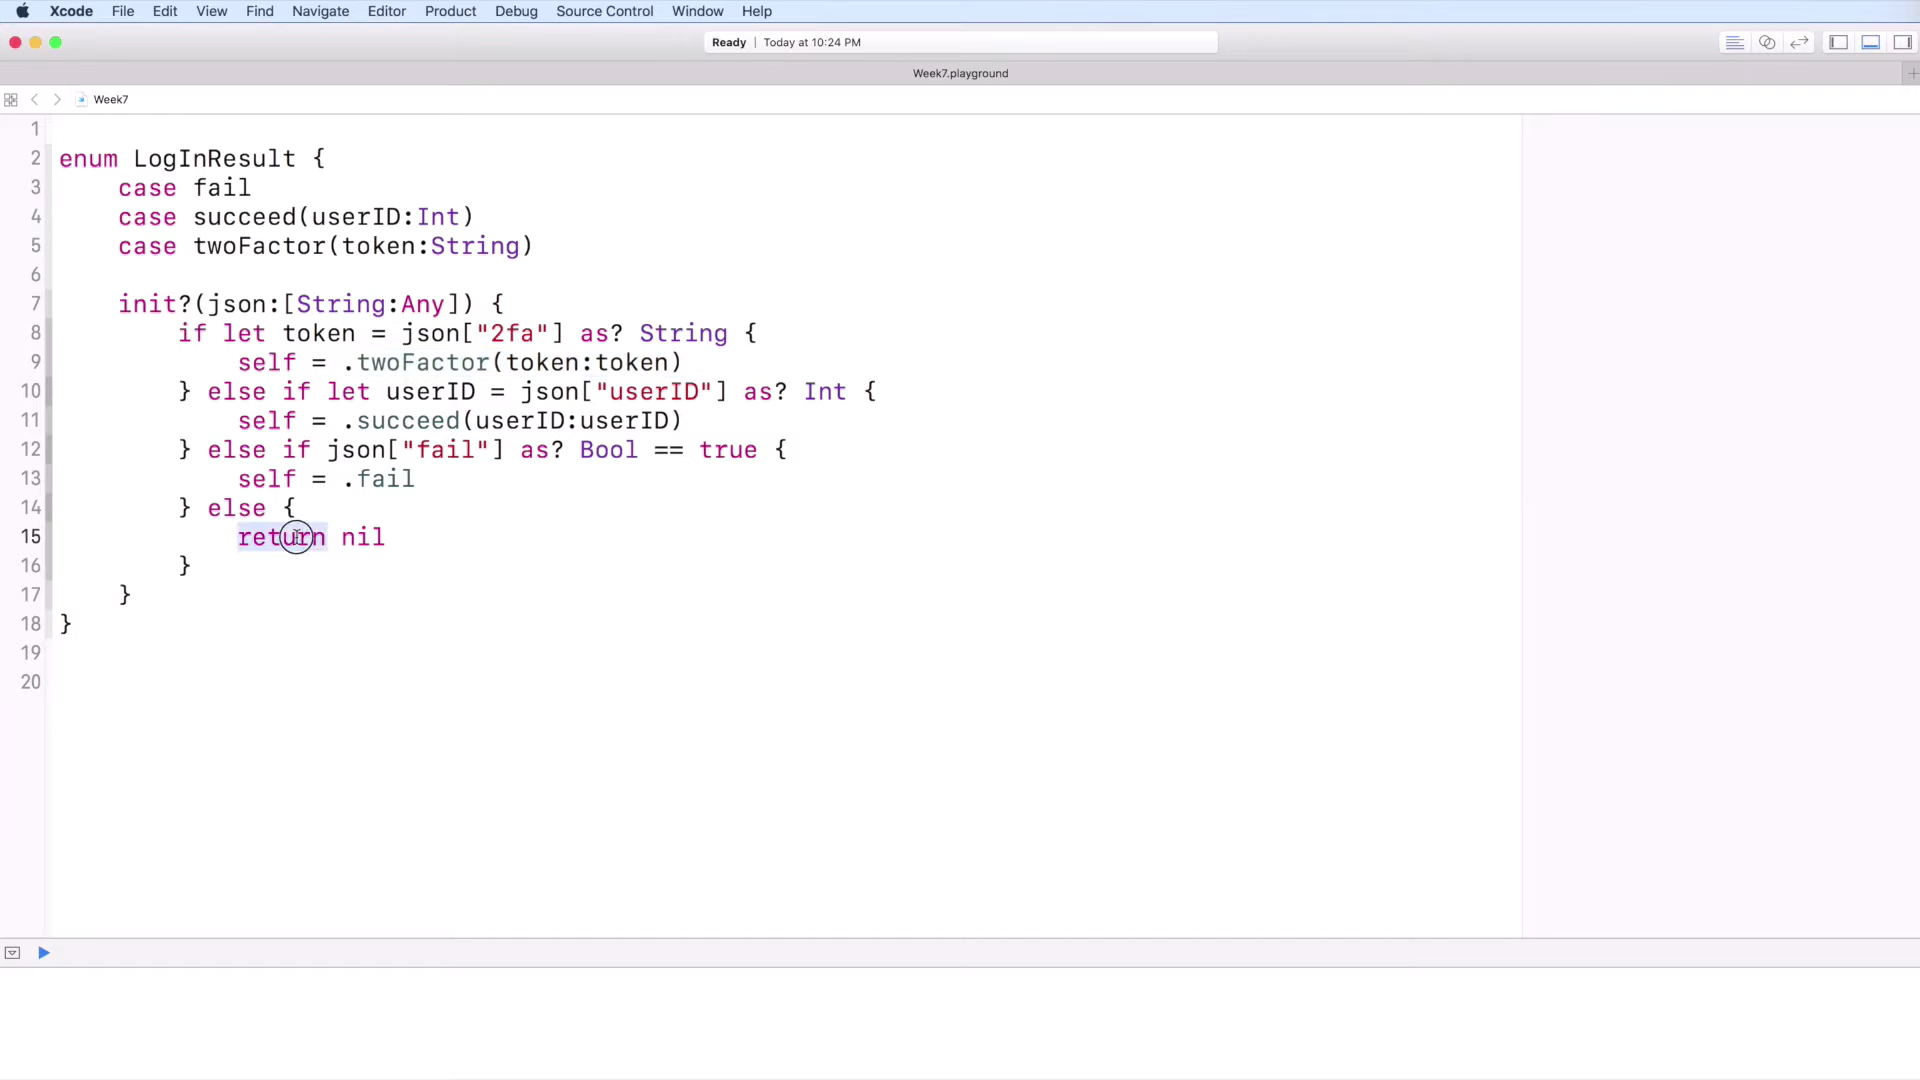 Xcode File Edit View Find Navigate Editor Product Debug Source Control Window Help
Ready | Today at 10:24 PM
Week7.playground
Week7
1
2 enum LogInResult {
3 case fail
4 case succeed(userID:Int)
5 case twoFactor(token:String)
6
7 init?(json:[String:Any]) {
8 if let token = json["2fa"] as? String {
9 self = .twoFactor(token:token)
10 } else if let userID = json["userID"] as? Int {
11 self = .succeed(userID:userID)
12 } else if json["fail"] as? Bool == true {
13 self = .fail
14 } else {
15 return nil
16 }
17 }
18 }
19
20